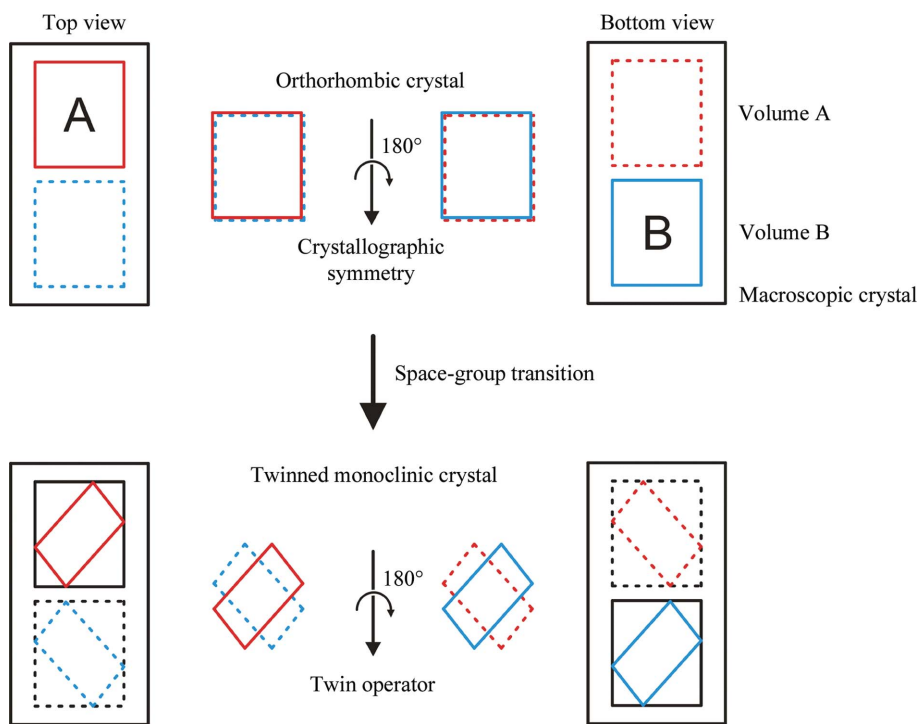 Top view
Bottom view
A
Orthorhombic crystal
180°
Crystallographic
symmetry
Volume A
B
Volume B
Macroscopic crystal
Space-group transition
Twinned monoclinic crystal
180°
Twin operator